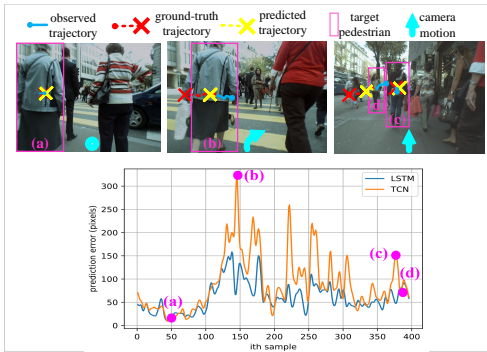 observed trajectory
ground-truth trajectory
predicted trajectory
target pedestrian
camera motion
(a)
(b)
(c)
prediction error (pixels)
300
250
200
150
100
50
0
0 50 100 150 200 250 300 350 400
ith sample
LSTM
TCN
(a)
(b)
(c)
(d)